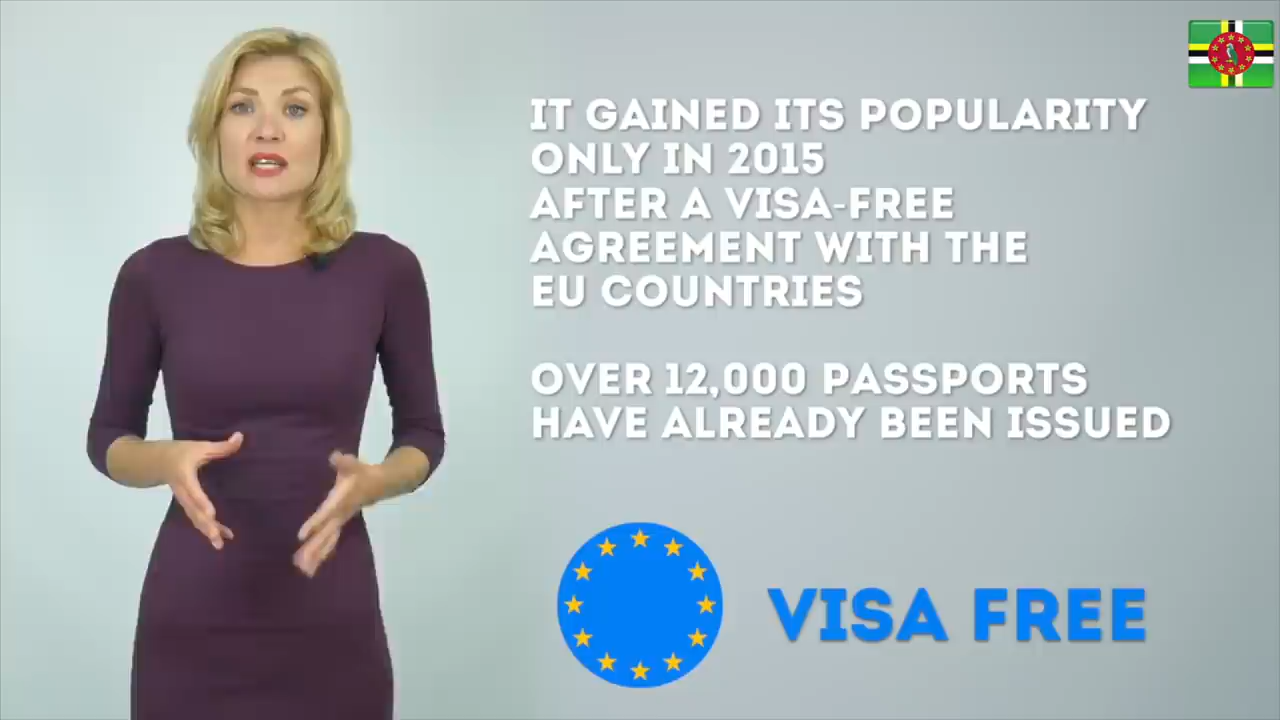 IT GAINED ITS POPULARITY
ONLY IN 2015
AFTER A VISA-FREE
AGREEMENT WITH THE
EU COUNTRIES
OVER 12,000 PASSPORTS
HAVE ALREADY BEEN ISSUED
VISA FREE